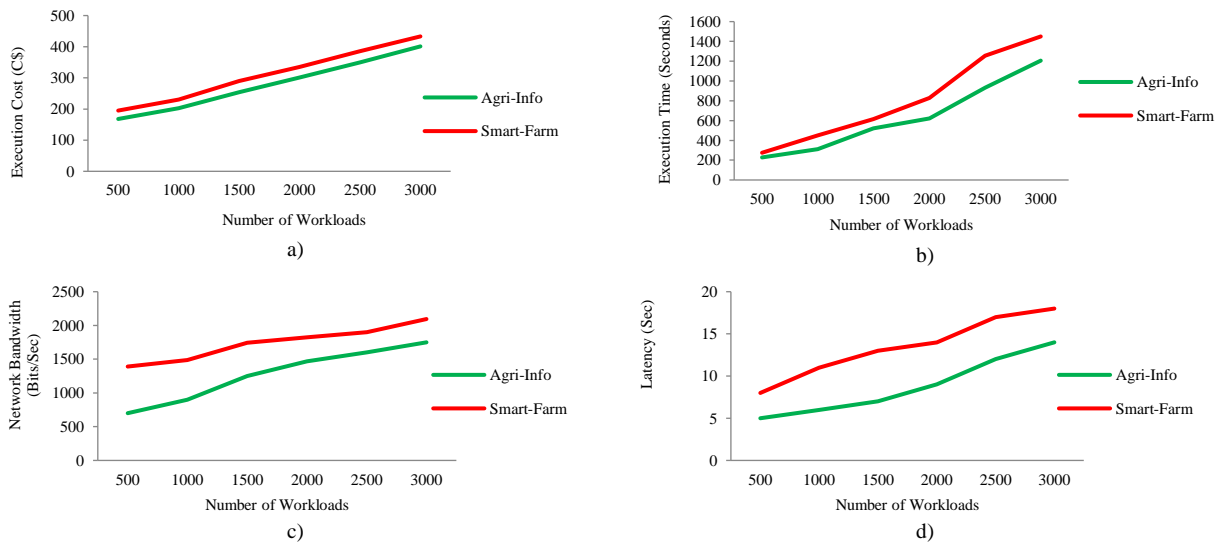 Execution Cost (C$)
500
400
300
200
100
0
500 1000 1500 2000 2500 3000
Number of Workloads
Agri-Info
Smart-Farm
a)
Execution Time (Seconds)
1600
1400
1200
1000
800
600
400
200
0
500 1000 1500 2000 2500 3000
Number of Workloads
Agri-Info
Smart-Farm
b)
Network Bandwidth
(Bits/Sec)
2500
2000
1500
1000
500
0
500 1000 1500 2000 2500 3000
Number of Workloads
Agri-Info
Smart-Farm
c)
Latency (Sec)
20
15
10
5
0
500 1000 1500 2000 2500 3000
Number of Workloads
Agri-Info
Smart-Farm
d)